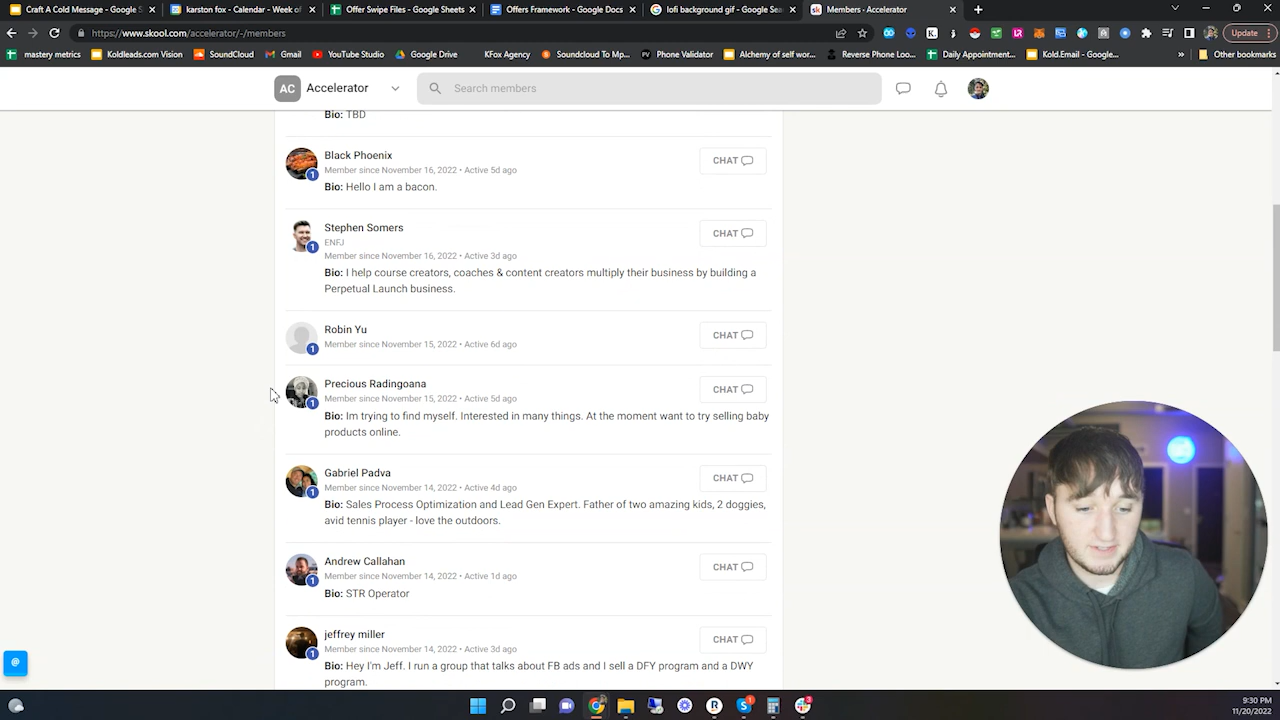 Craft A Cold Message - Google S
karston fox - Calendar - Week of
Offer Swipe Files - Google Sheets
Offers Framework - Google Docs
lofi background gif - Google Sea
Members · Accelerator
https://www.skool.com/accelerator/-/members
Update
mastery metrics
Koldleads.com Vision
SoundCloud
Gmail
YouTube Studio
Google Drive
KFox Agency
Soundcloud To Mp...
Phone Validator
Alchemy of self wor...
Reverse Phone Loo...
Daily Appointment...
Kold.Email - Google...
Other bookmarks
AC Accelerator
Search members
Bio: TBD
Black Phoenix
CHAT
1
Member since November 16, 2022 • Active 5d ago
Bio: Hello I am a bacon.
Stephen Somers
CHAT
1
ENFJ
Member since November 16, 2022 • Active 3d ago
Bio: I help course creators, coaches & content creators multiply their business by building a
Perpetual Launch business.
Robin Yu
CHAT
1
Member since November 15, 2022 • Active 6d ago
Precious Radingoana
CHAT
1
Member since November 15, 2022 • Active 5d ago
Bio: Im trying to find myself. Interested in many things. At the moment want to try selling baby
products online.
Gabriel Padva
CHAT
1
Member since November 14, 2022 • Active 4d ago
Bio: Sales Process Optimization and Lead Gen Expert. Father of two amazing kids, 2 doggies,
avid tennis player - love the outdoors.
Andrew Callahan
CHAT
1
Member since November 14, 2022 • Active 1d ago
Bio: STR Operator
jeffrey miller
CHAT
1
Member since November 14, 2022 • Active 3d ago
Bio: Hey I'm Jeff. I run a group that talks about FB ads and I sell a DFY program and a DWY
program.
@
9:30 PM
11/20/2022